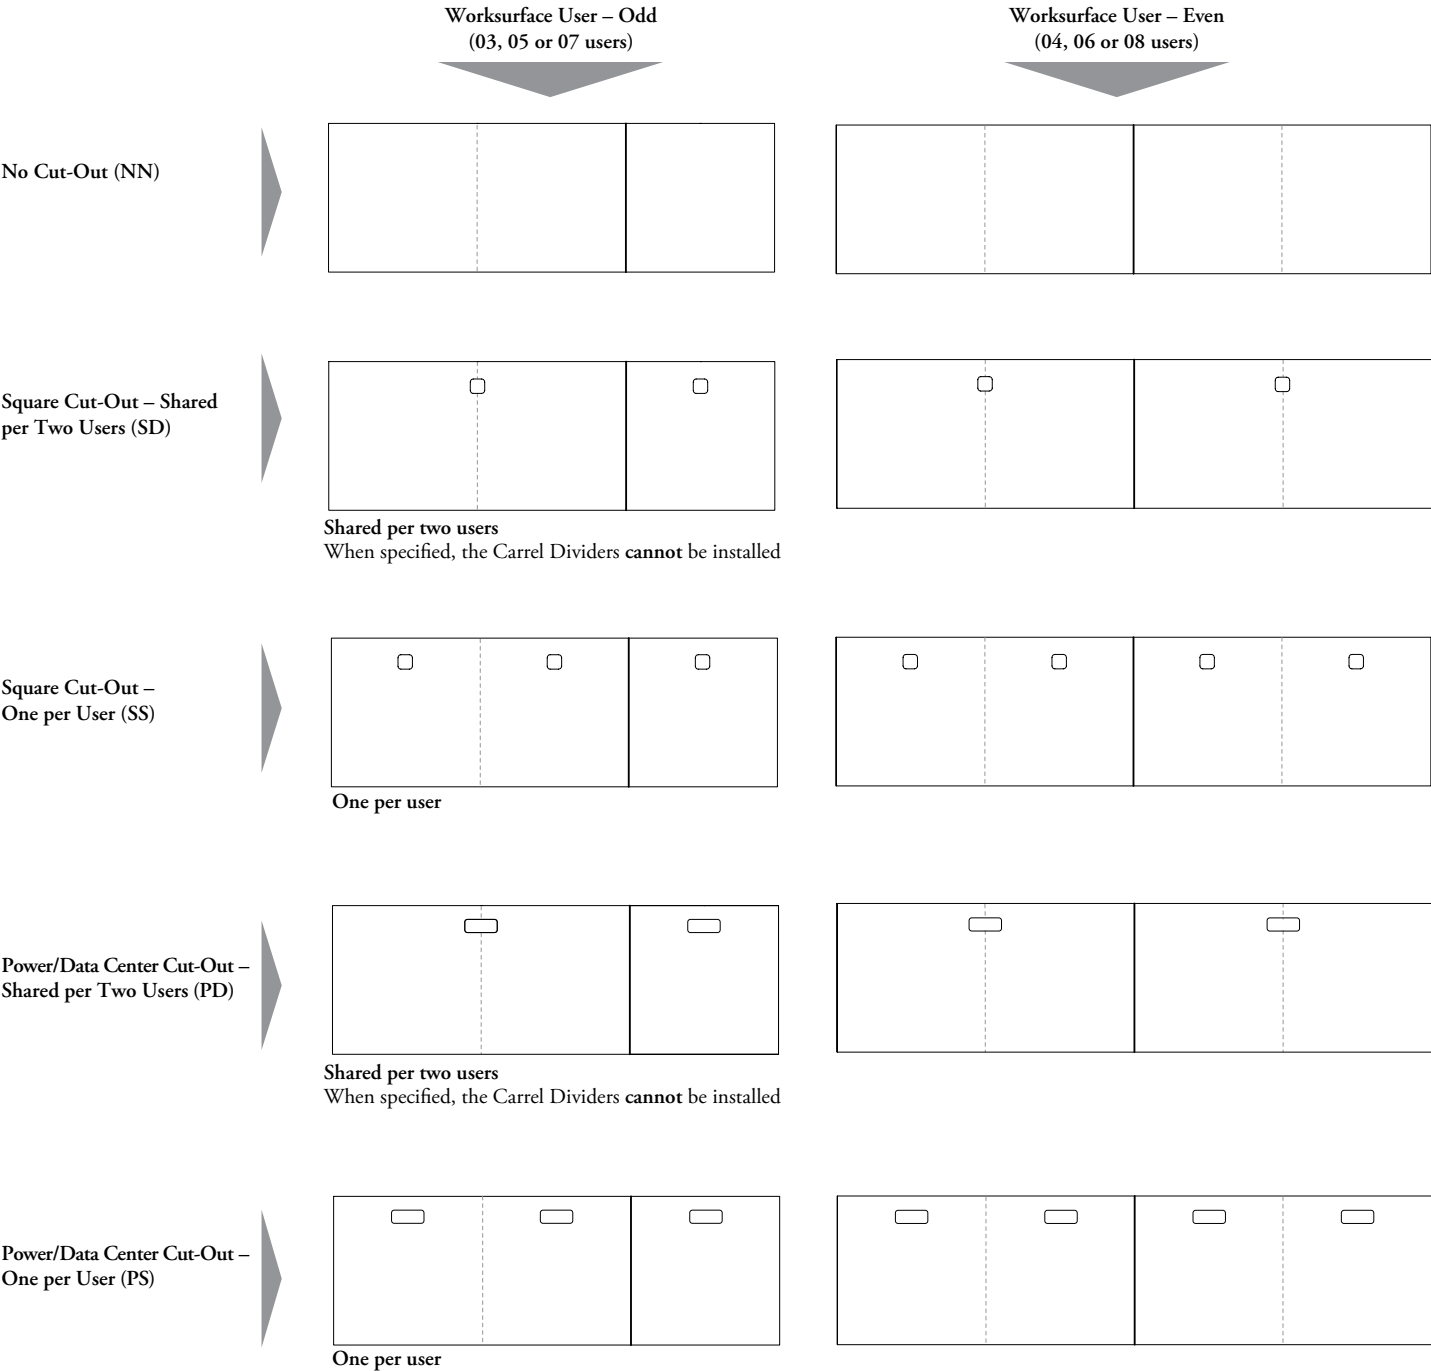 Worksurface User – Odd
(03, 05 or 07 users)
Worksurface User – Even
(04, 06 or 08 users)
No Cut-Out (NN)
Square Cut-Out – Shared
per Two Users (SD)
Shared per two users
When specified, the Carrel Dividers cannot be installed
Square Cut-Out –
One per User (SS)
One per user
Power/Data Center Cut-Out –
Shared per Two Users (PD)
Shared per two users
When specified, the Carrel Dividers cannot be installed
Power/Data Center Cut-Out –
One per User (PS)
One per user